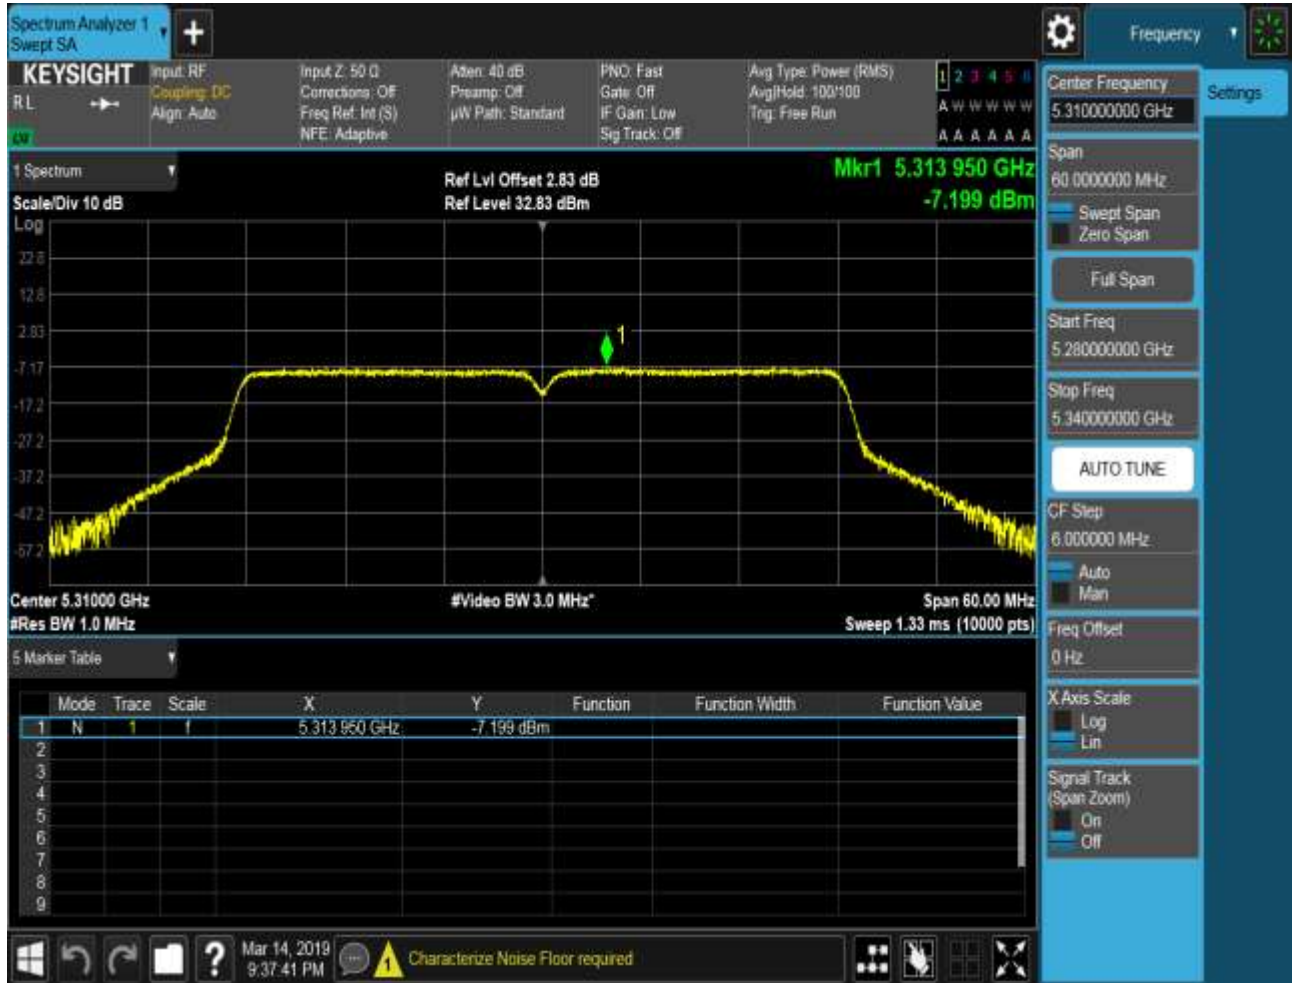 Spectrum Analyzer 1
Swept SA
+
Frequency
KEYSIGHT
R L
Input: RF
Coupling: DC
Align: Auto
Input Z: 50 Ω
Corrections: Off
Freq Ref: Int (S)
NFE: Adaptive
Atten: 40 dB
Preamp: Off
µW Path: Standard
PNO: Fast
Gate: Off
IF Gain: Low
Sig Track: Off
Avg Type: Power (RMS)
Avg|Hold: 100/100
Trig: Free Run
1 2 3 4 5 6
A W W W W W
A A A A A A
1 Spectrum
Scale/Div 10 dB
Ref Lvl Offset 2.83 dB
Ref Level 32.83 dBm
Mkr1 5.313 950 GHz
-7.199 dBm
Log
22.8
12.8
2.83
-7.17
-17.2
-27.2
-37.2
-47.2
-57.2
1
Center 5.31000 GHz
#Res BW 1.0 MHz
#Video BW 3.0 MHz*
Span 60.00 MHz
Sweep 1.33 ms (10000 pts)
5 Marker Table
Mode Trace Scale X Y Function Function Width Function Value
1 N 1 f 5.313 950 GHz -7.199 dBm
2
3
4
5
6
7
8
9
Mar 14, 2019
9:37:41 PM
?
1
Characterize Noise Floor required
Center Frequency
5.310000000 GHz
Settings
Span
60.0000000 MHz
Swept Span
Zero Span
Full Span
Start Freq
5.280000000 GHz
Stop Freq
5.340000000 GHz
AUTO TUNE
CF Step
6.000000 MHz
Auto
Man
Freq Offset
0 Hz
X Axis Scale
Log
Lin
Signal Track
(Span Zoom)
On
Off